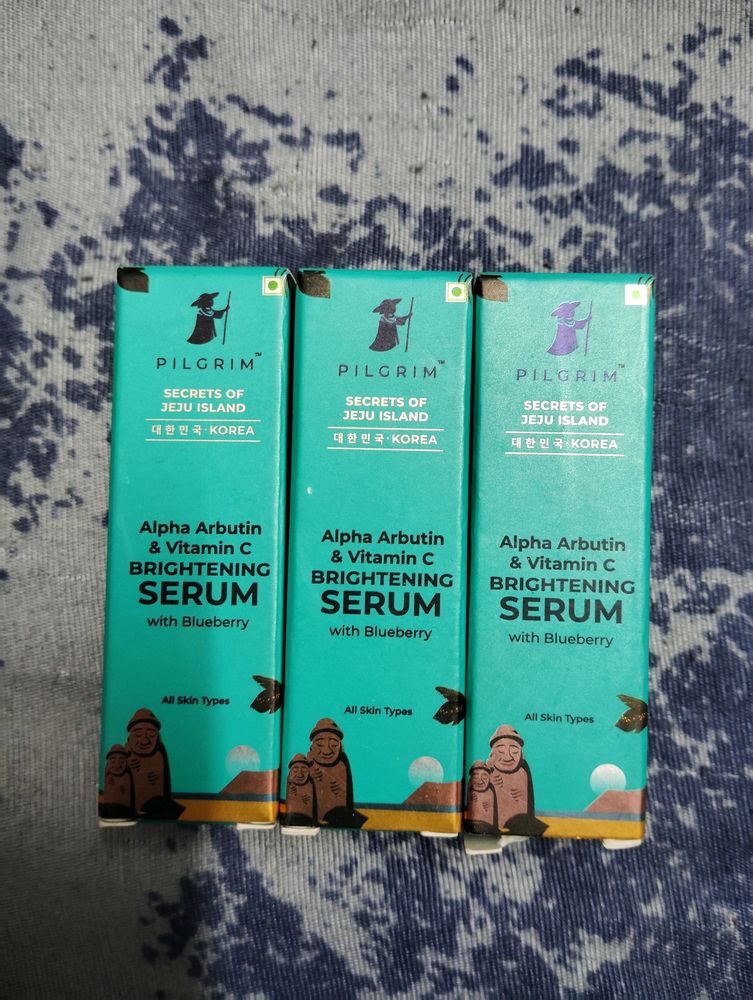 PILGRIM™
SECRETS OF
JEJU ISLAND
대한민국·KOREA
Alpha Arbutin
& Vitamin C
BRIGHTENING
SERUM
with Blueberry
All Skin Types
PILGRIM™
SECRETS OF
JEJU ISLAND
대한민국·KOREA
Alpha Arbutin
& Vitamin C
BRIGHTENING
SERUM
with Blueberry
All Skin Types
PILGRIM™
SECRETS OF
JEJU ISLAND
대한민국·KOREA
Alpha Arbutin
& Vitamin C
BRIGHTENING
SERUM
with Blueberry
All Skin Types